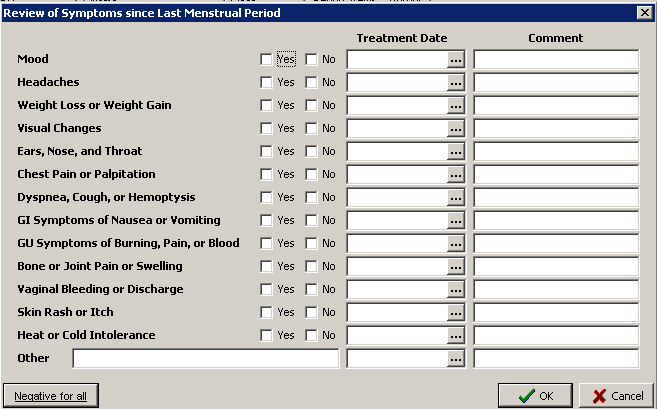 Review of Symptoms since Last Menstrual Period
Treatment Date Comment
Mood Yes No ...
Headaches Yes No ...
Weight Loss or Weight Gain Yes No ...
Visual Changes Yes No ...
Ears, Nose, and Throat Yes No ...
Chest Pain or Palpitation Yes No ...
Dyspnea, Cough, or Hemoptysis Yes No ...
GI Symptoms of Nausea or Vomiting Yes No ...
GU Symptoms of Burning, Pain, or Blood Yes No ...
Bone or Joint Pain or Swelling Yes No ...
Vaginal Bleeding or Discharge Yes No ...
Skin Rash or Itch Yes No ...
Heat or Cold Intolerance Yes No ...
Other ...
Negative for all OK Cancel